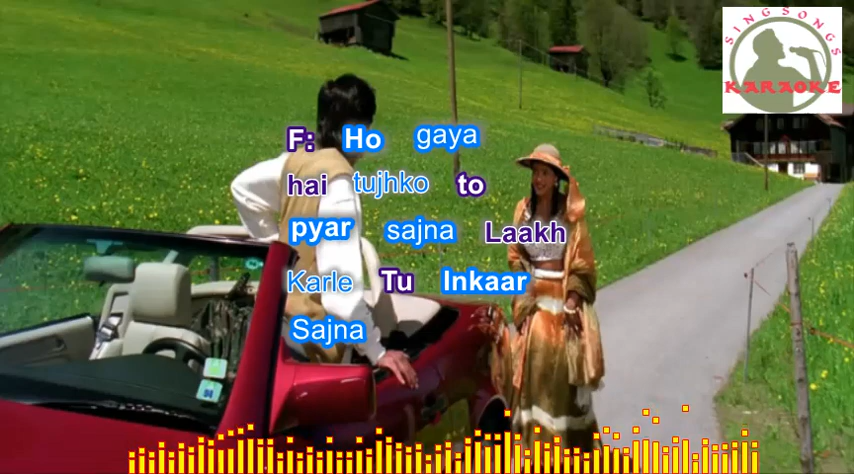 SING SONGS
KARAOKE
F: Ho gaya
hai tujhko to
pyar sajna Laakh
Karle Tu Inkaar
Sajna